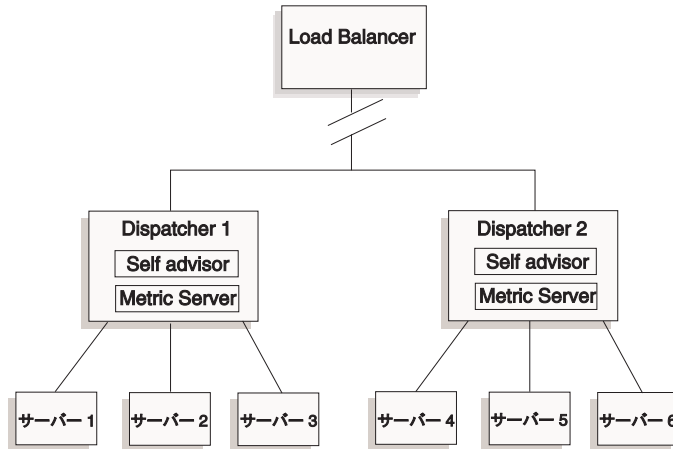 Load Balancer
Dispatcher 1
Self advisor
Metric Server
Dispatcher 2
Self advisor
Metric Server
サーバー 1
サーバー 2
サーバー 3
サーバー 4
サーバー 5
サーバー 6